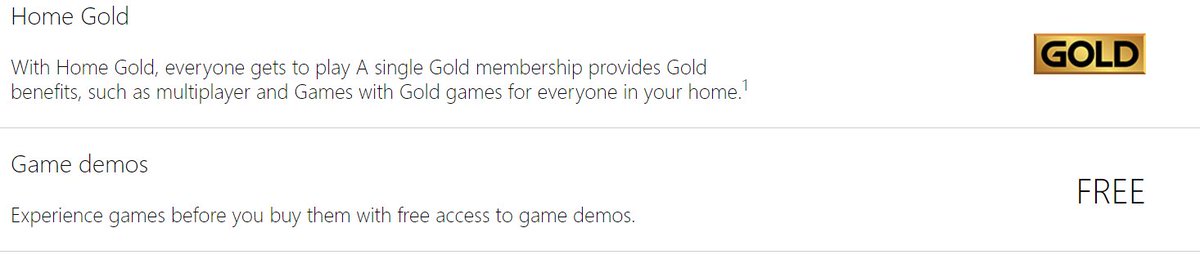 Home Gold
With Home Gold, everyone gets to play A single Gold membership provides Gold
benefits, such as multiplayer and Games with Gold games for everyone in your home.1
GOLD
Game demos
Experience games before you buy them with free access to game demos.
FREE